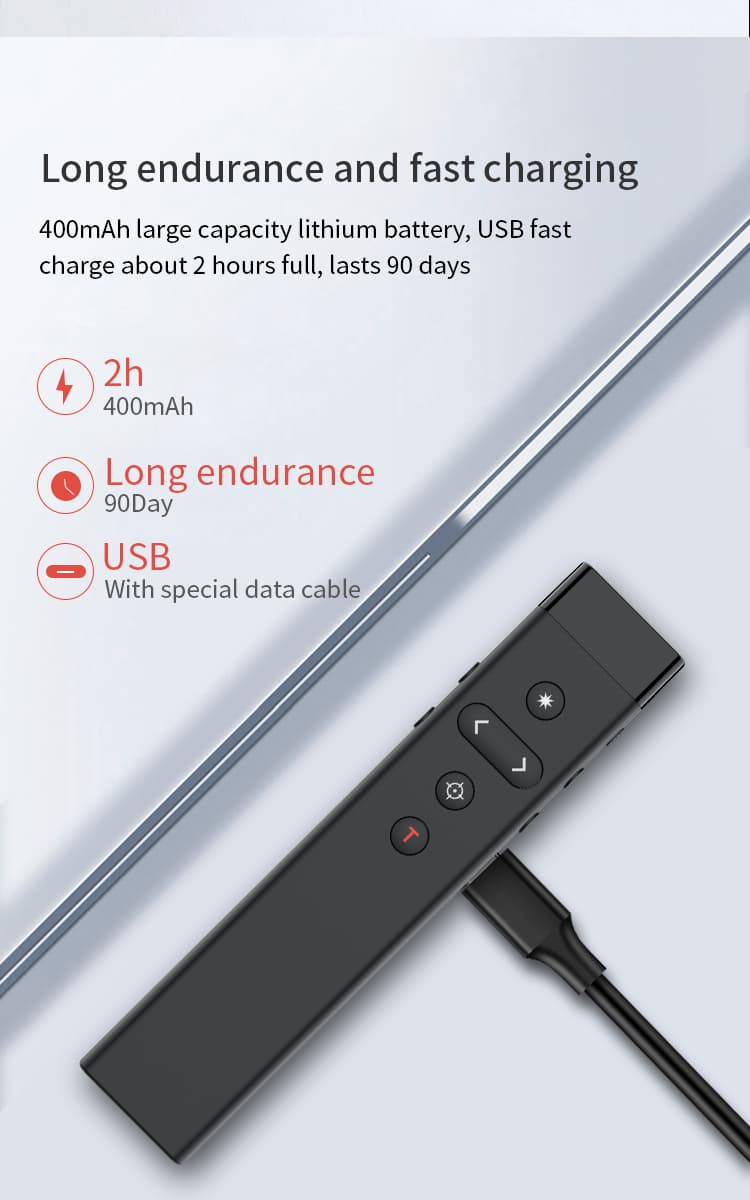 Long endurance and fast charging
400mAh large capacity lithium battery, USB fast
charge about 2 hours full, lasts 90 days
2h
400mAh
Long endurance
90Day
USB
With special data cable
T